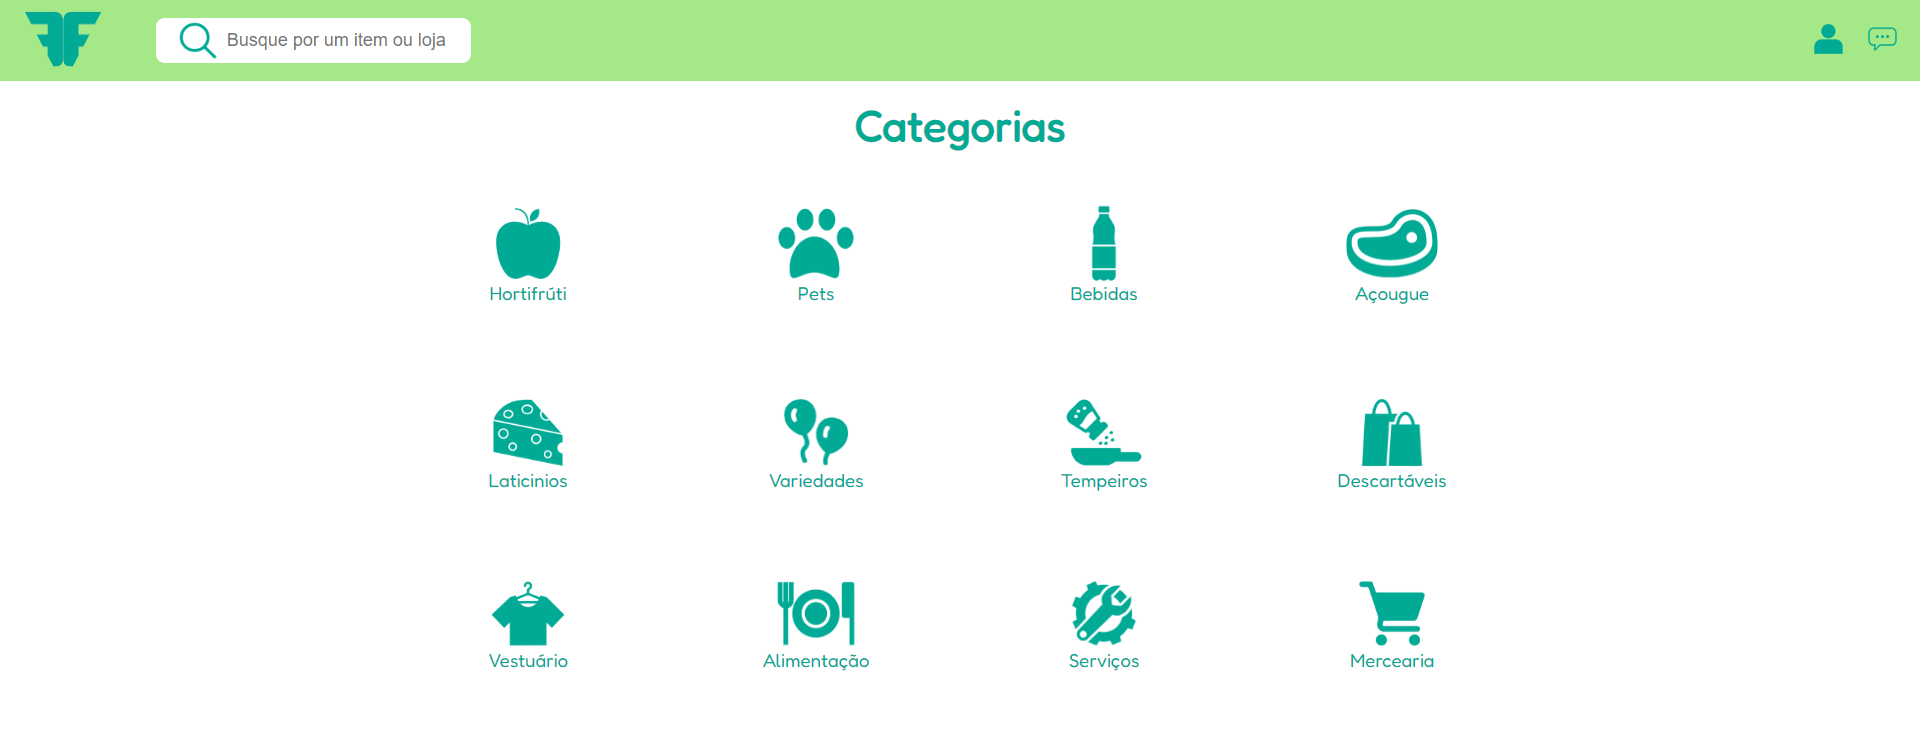 Busque por um item ou loja
Categorias
Hortifrúti
Pets
Bebidas
Açougue
Laticinios
Variedades
Tempeiros
Descartáveis
Vestuário
Alimentação
Serviços
Mercearia